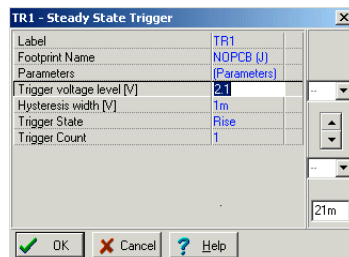 TR1 - Steady State Trigger
Label TR1
Footprint Name NOPCB (J)
Parameters (Parameters)
Trigger voltage level [V] 2.1
Hysteresis width [V] 1m
Trigger State Rise
Trigger Count 1
--
--
21m
OK Cancel ? Help